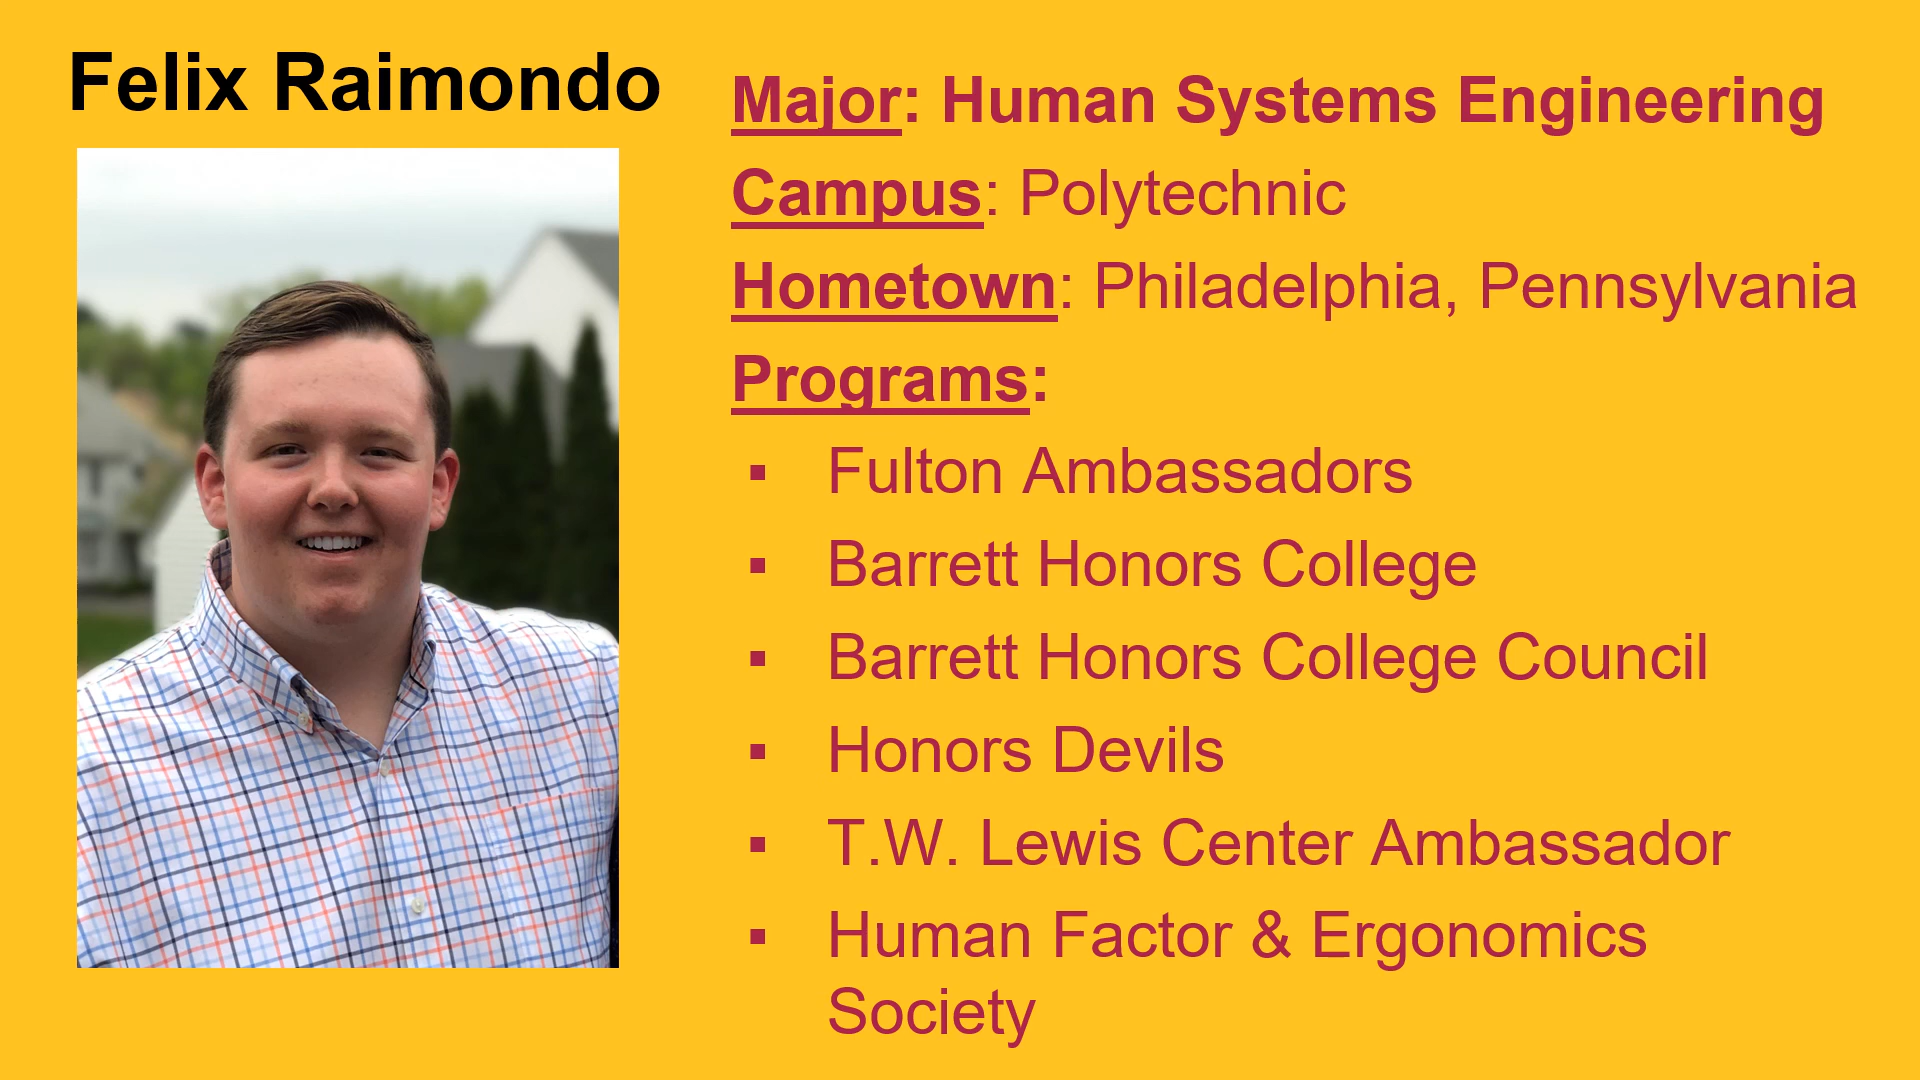 Felix Raimondo
Major: Human Systems Engineering
Campus: Polytechnic
Hometown: Philadelphia, Pennsylvania
Programs:
▪ Fulton Ambassadors
▪ Barrett Honors College
▪ Barrett Honors College Council
▪ Honors Devils
▪ T.W. Lewis Center Ambassador
▪ Human Factor & Ergonomics
Society